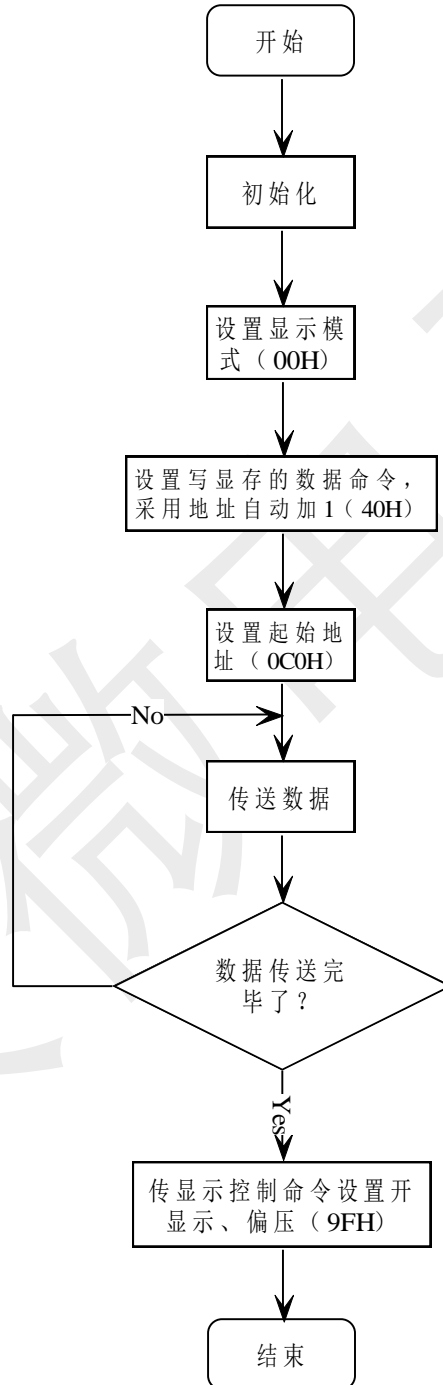 开始
初始化
设置显示模
式（00H）
设置写显存的数据命令，
采用地址自动加1（40H）
设置起始地
址（0C0H）
No
传送数据
数据传送完
毕了？
Yes
传显示控制命令设置开
显示、偏压（9FH）
结束